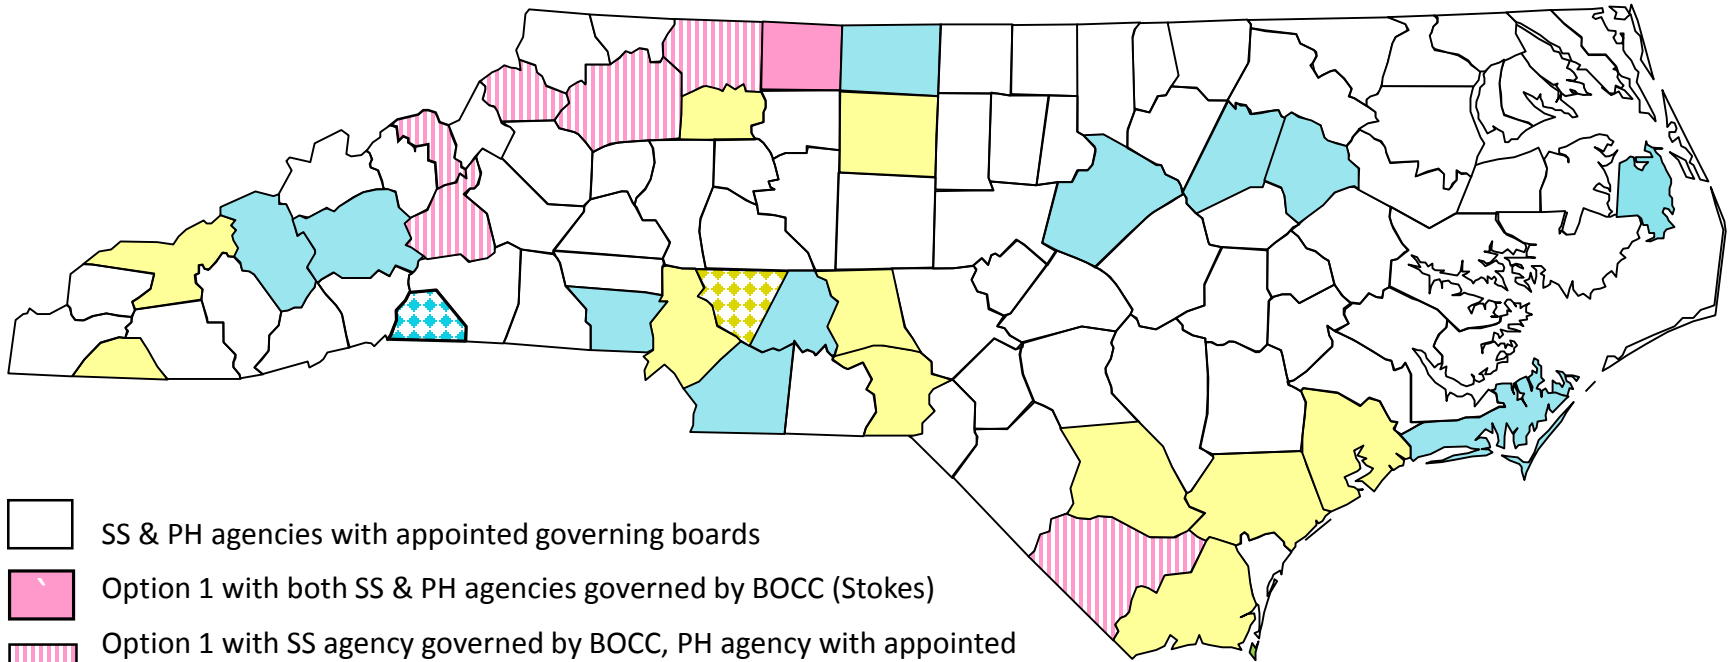 SS & PH agencies with appointed governing boards
Option 1 with both SS & PH agencies governed by BOCC (Stokes)
Option 1 with SS agency governed by BOCC, PH agency with appointed